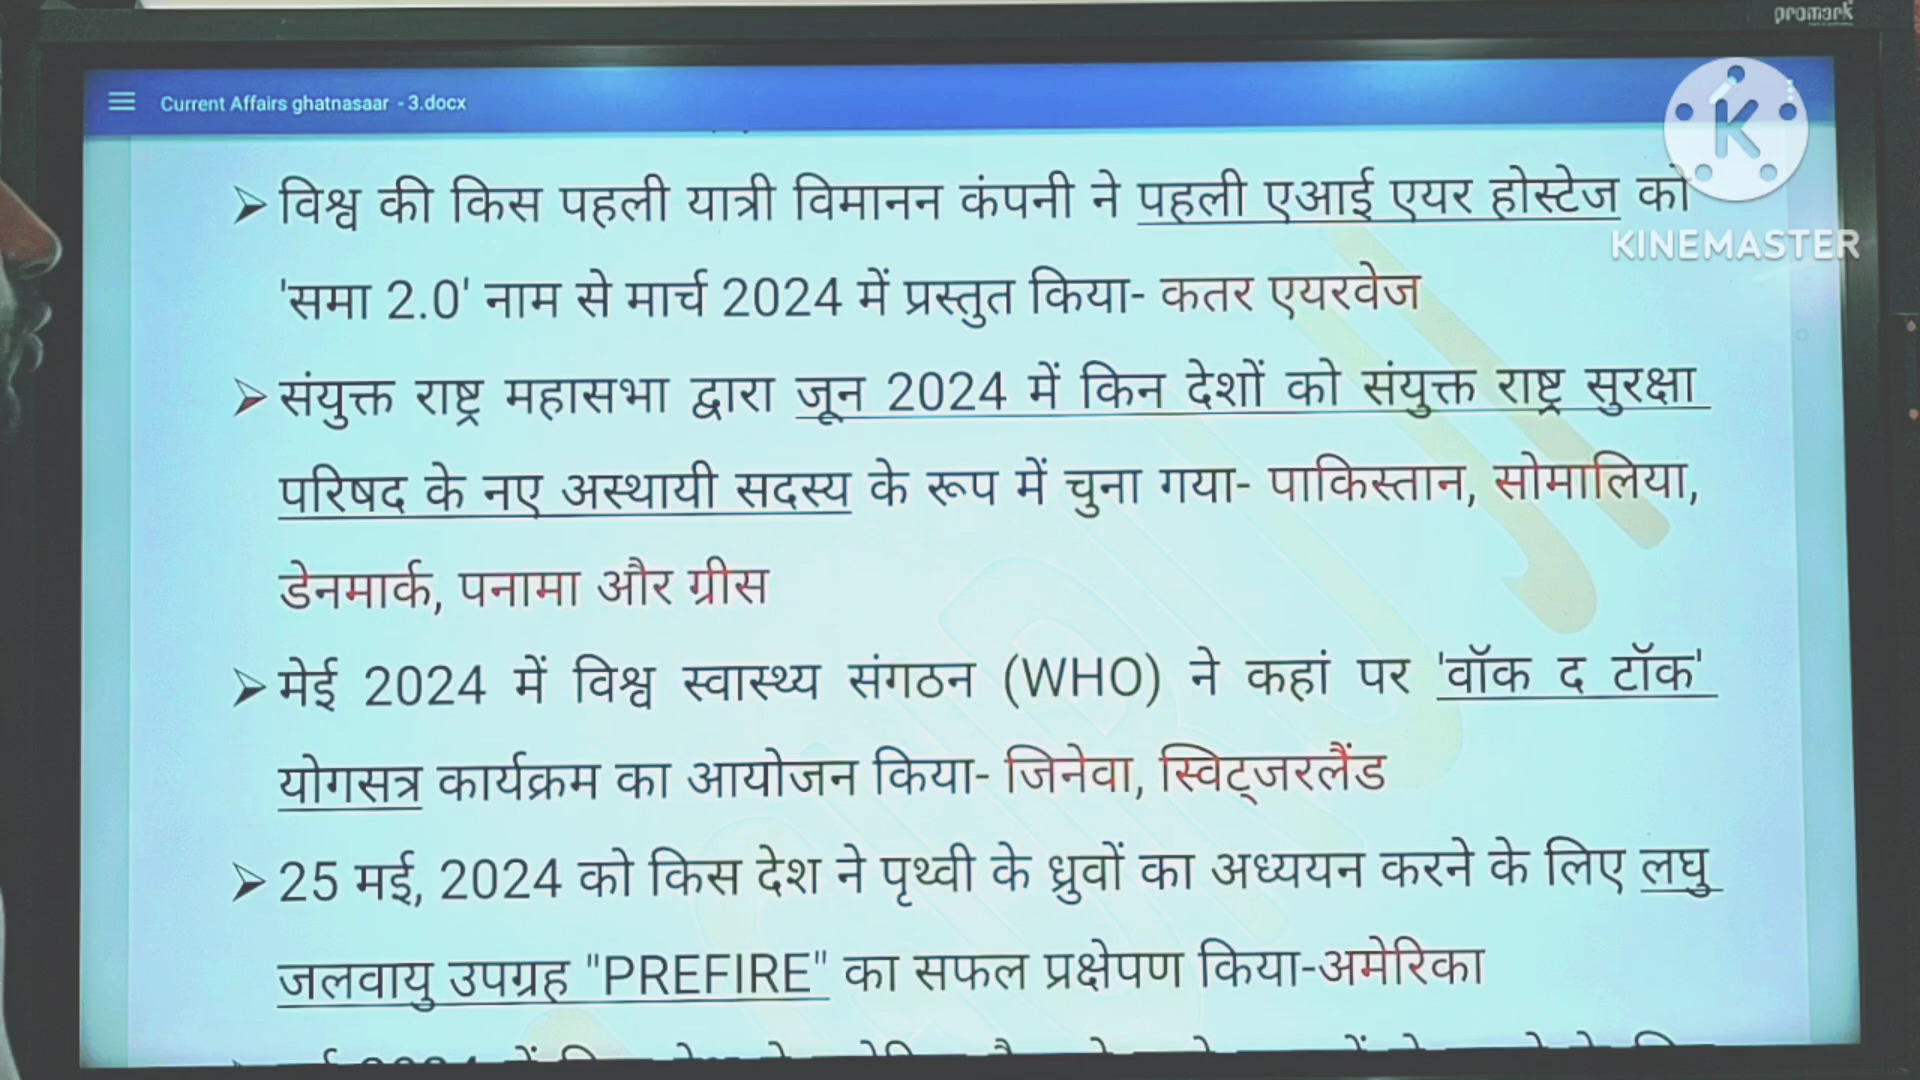 promark
Current Affairs ghatnasaar - 3.docx
➢ विश्व की किस पहली यात्री विमानन कंपनी ने पहली एआई एयर होस्टेज को
KINEMASTER
'समा 2.0' नाम से मार्च 2024 में प्रस्तुत किया- कतर एयरवेज
➢ संयुक्त राष्ट्र महासभा द्वारा जून 2024 में किन देशों को संयुक्त राष्ट्र सुरक्षा
परिषद के नए अस्थायी सदस्य के रूप में चुना गया- पाकिस्तान, सोमालिया,
डेनमार्क, पनामा और ग्रीस
➢ मेई 2024 में विश्व स्वास्थ्य संगठन (WHO) ने कहां पर 'वॉक द टॉक'
योगसत्र कार्यक्रम का आयोजन किया- जिनेवा, स्विट्जरलैंड
➢ 25 मई, 2024 को किस देश ने पृथ्वी के ध्रुवों का अध्ययन करने के लिए लघु
जलवायु उपग्रह "PREFIRE" का सफल प्रक्षेपण किया-अमेरिका